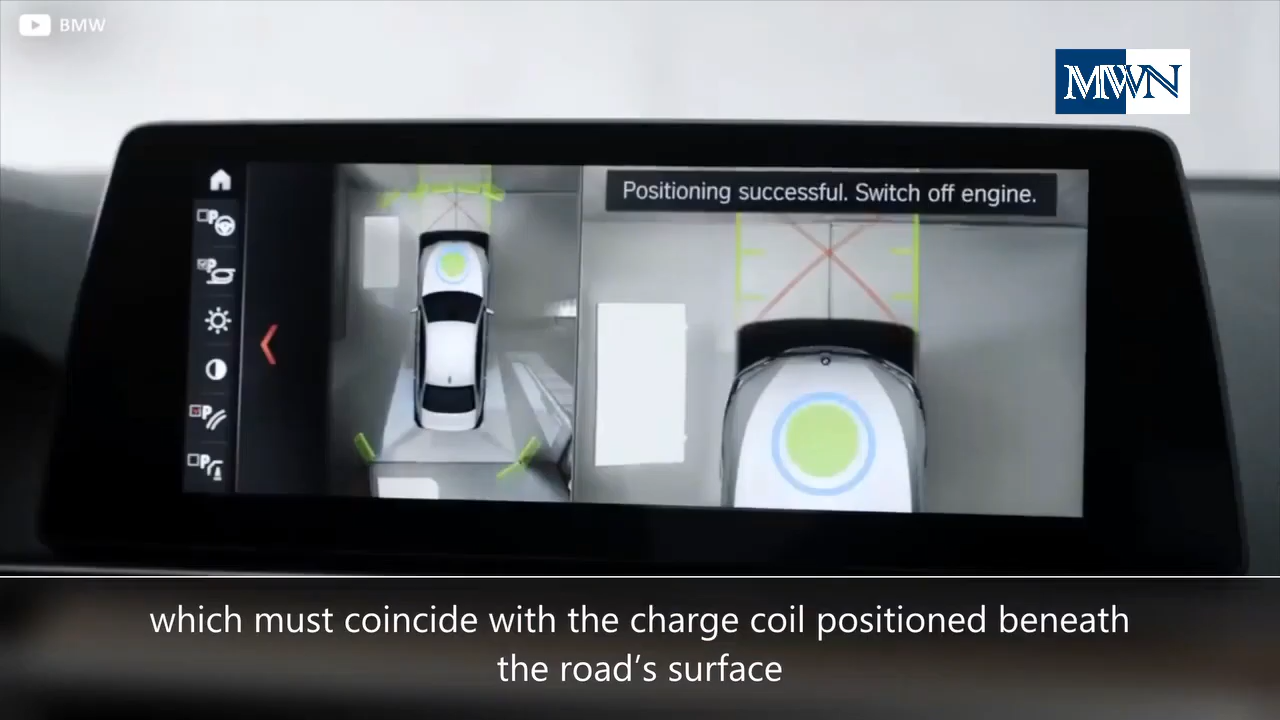 BMW
MWN
Positioning successful. Switch off engine.
P
P
P
P
which must coincide with the charge coil positioned beneath
the road’s surface